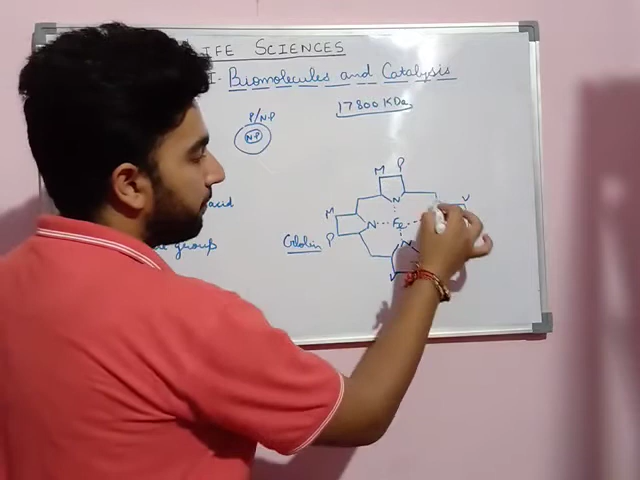 LIFE SCIENCES
I. Biomolecules and Catalysis
17800 KDa
P/NP
NP
M P
N
V
acid
M
N Fe
P
Globin
group
N
V